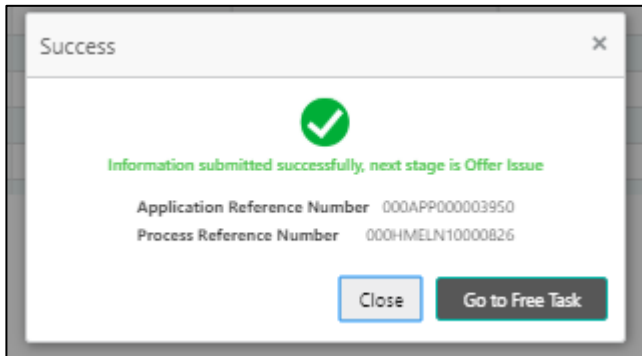 Success
Information submitted successfully, next stage is Offer Issue
Application Reference Number 000APP000003950
Process Reference Number 000HMELN10000826
Close Go to Free Task